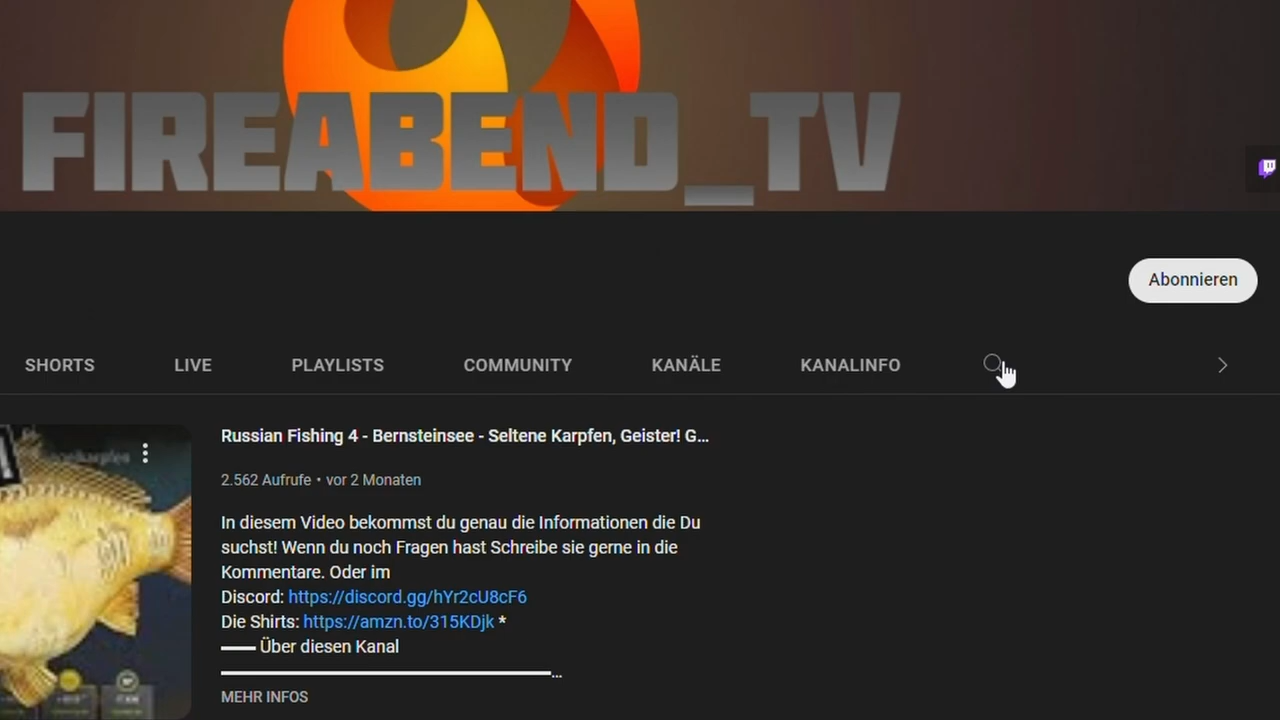 FIREABEND_TV
Abonnieren
SHORTS LIVE PLAYLISTS COMMUNITY KANÄLE KANALINFO
Russian Fishing 4 - Bernsteinsee - Seltene Karpfen, Geister! G...
2.562 Aufrufe • vor 2 Monaten
In diesem Video bekommst du genau die Informationen die Du
suchst! Wenn du noch Fragen hast Schreibe sie gerne in die
Kommentare. Oder im
Discord: https://discord.gg/hYr2cU8cF6
Die Shirts: https://amzn.to/315KDjk *
Über diesen Kanal
...
MEHR INFOS